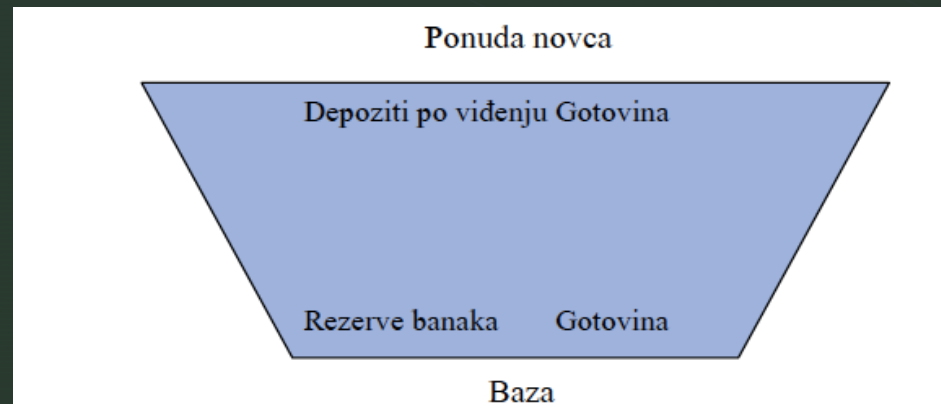 Ponuda novca
Depoziti po viđenju Gotovina
Rezerve banaka Gotovina
Baza